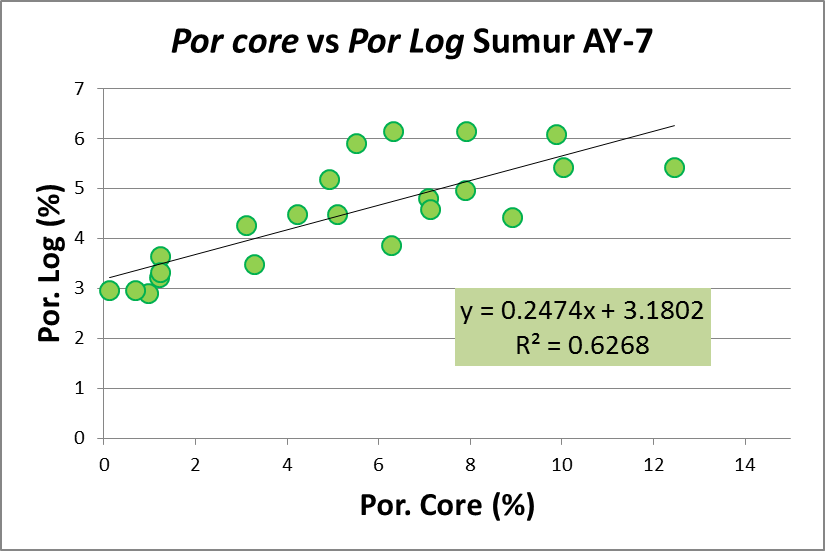 Por core vs Por Log Sumur AY-7
7
6
5
4
3
2
1
0
Por. Log (%)
y = 0.2474x + 3.1802
R² = 0.6268
0 2 4 6 8 10 12 14
Por. Core (%)